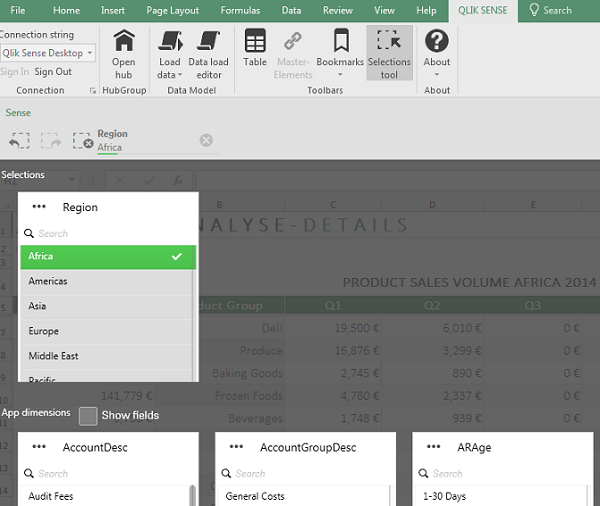 File Home Insert Page Layout Formulas Data Review View Help QLIK SENSE Search
Connection string
Qlik Sense Desktop
Sign In Sign Out
Open hub
Load data
Data load editor
Table
Master-Elements
Bookmarks
Selections tool
About
Connection HubGroup Data Model Toolbars About
Sense
Region
Africa
Selections
A1 fx
B C D E
Region
NALYSE-DETAILS
Search
Africa
Americas
PRODUCT SALES VOLUME AFRICA 2014
Asia
duct Group Q1 Q2 Q3
Europe
Deli 19,500 € 6,010 € 0 €
Middle East
Produce 16,876 € 3,299 € 0 €
Pacific
Baking Goods 2,745 € 890 € 0 €
141,779 € Frozen Foods 4,780 € 2,337 € 0 €
Beverages 1,748 € 939 € 0 €
App dimensions Show fields
AccountDesc AccountGroupDesc ARAge
Search Search Search
Audit Fees General Costs 1-30 Days